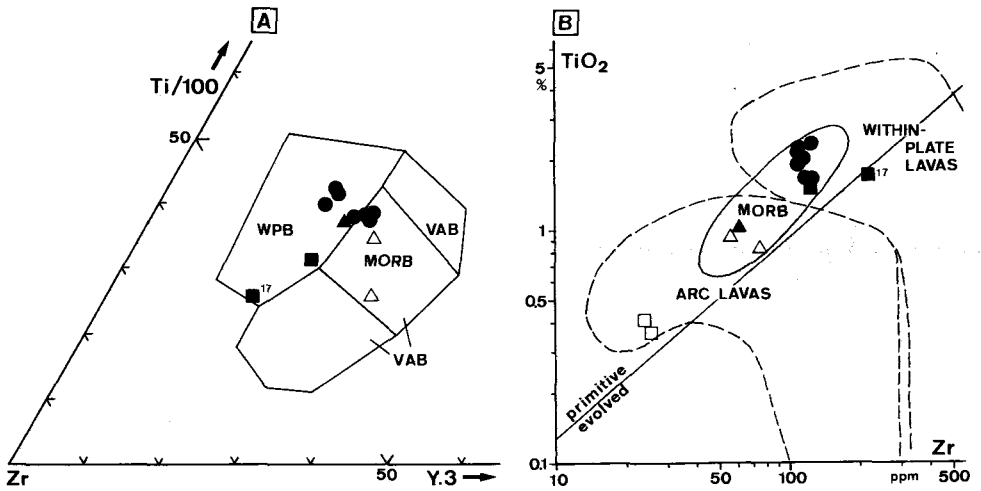 A
Ti/100
50
WPB
VAB
MORB
17
VAB
Zr
50
Y.3
B
5
TiO2
%
WITHIN-
PLATE
LAVAS
17
MORB
1
ARC LAVAS
0.5
primitive
evolved
Zr
0.1
10
50
100
ppm
500